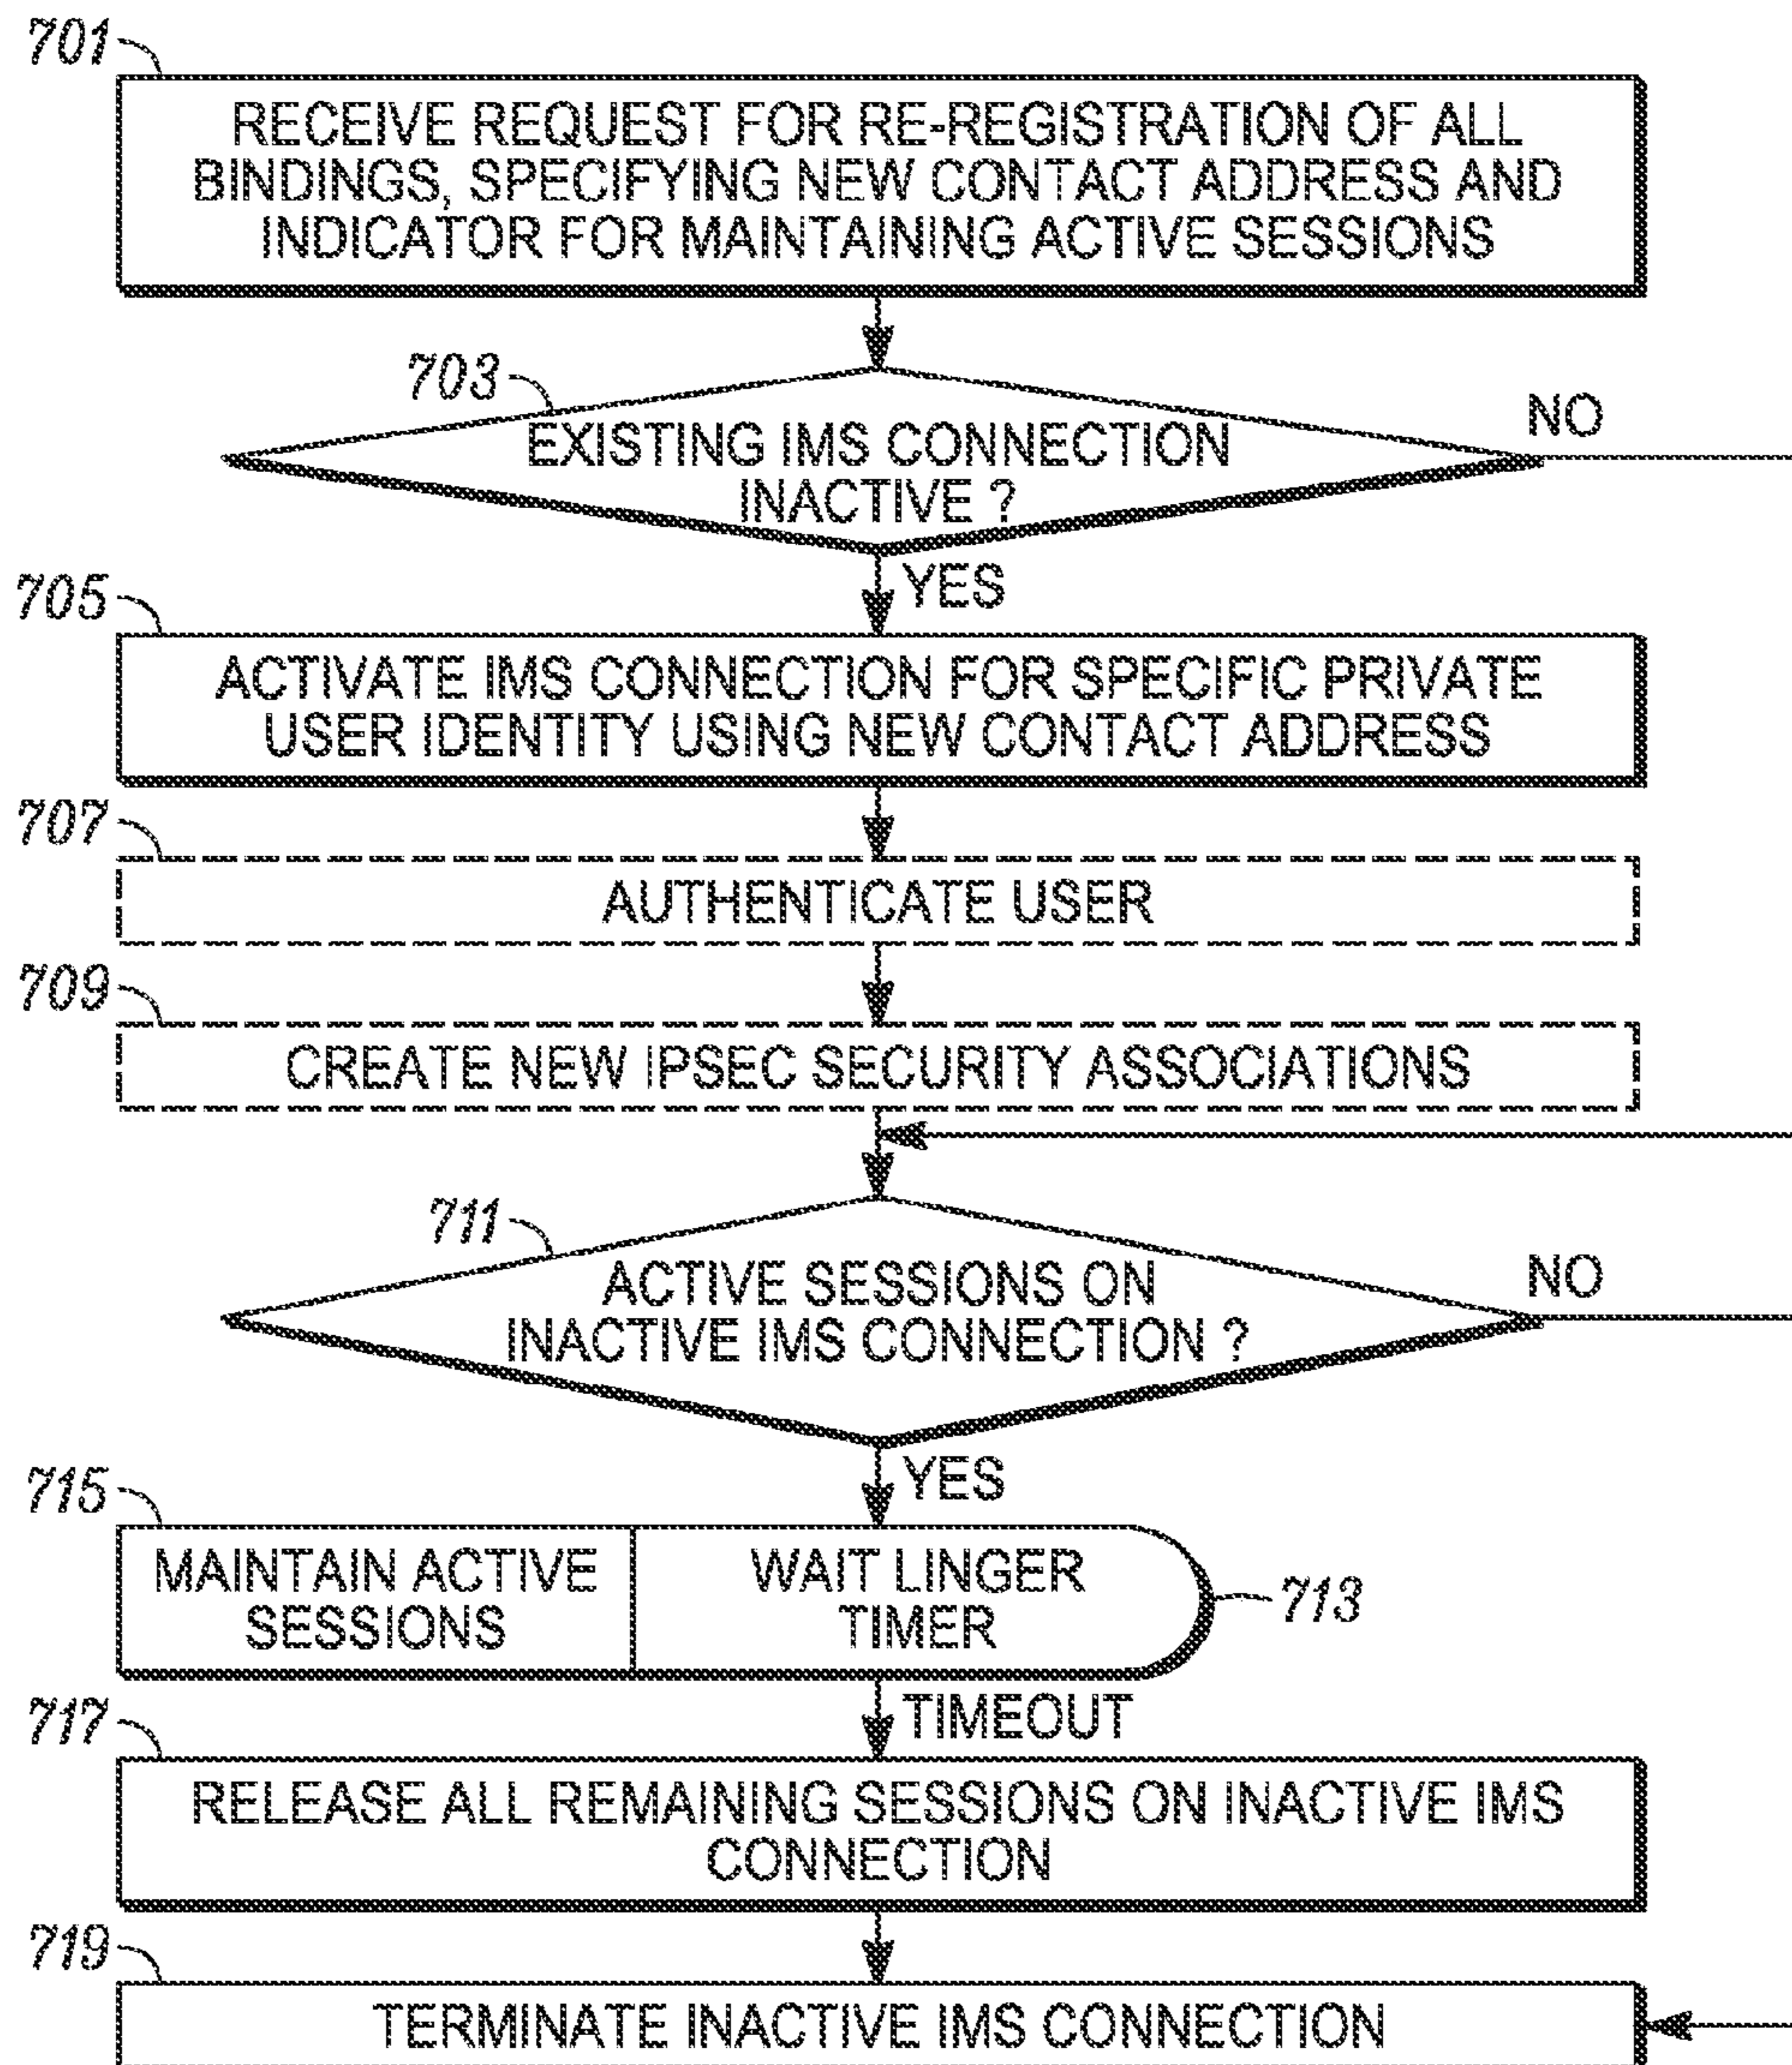 701
RECEIVE REQUEST FOR RE-REGISTRATION OF ALL
BINDINGS, SPECIFYING NEW CONTACT ADDRESS AND
INDICATOR FOR MAINTAINING ACTIVE SESSIONS
703
EXISTING IMS CONNECTION
INACTIVE ?
NO
YES
705
ACTIVATE IMS CONNECTION FOR SPECIFIC PRIVATE
USER IDENTITY USING NEW CONTACT ADDRESS
707
AUTHENTICATE USER
709
CREATE NEW IPSEC SECURITY ASSOCIATIONS
711
ACTIVE SESSIONS ON
INACTIVE IMS CONNECTION ?
NO
YES
715
MAINTAIN ACTIVE
SESSIONS
WAIT LINGER
TIMER
713
TIMEOUT
717
RELEASE ALL REMAINING SESSIONS ON INACTIVE IMS
CONNECTION
719
TERMINATE INACTIVE IMS CONNECTION